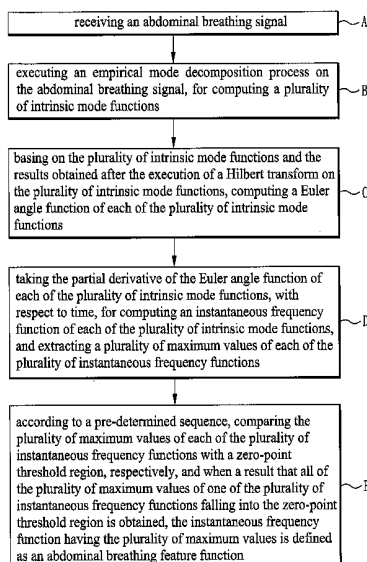 receiving an abdominal breathing signal
A
executing an empirical mode decomposition process on
the abdominal breathing signal, for computing a plurality
of intrinsic mode functions
B
basing on the plurality of intrinsic mode functions and the
results obtained after the execution of a Hilbert transform on
the plurality of intrinsic mode functions, computing a Euler
angle function of each of the plurality of intrinsic mode
functions
C
taking the partial derivative of the Euler angle function of
each of the plurality of intrinsic mode functions, with
respect to time, for computing an instantaneous frequency
function of each of the plurality of intrinsic mode functions,
and extracting a plurality of maximum values of each of the
plurality of instantaneous frequency functions
D
according to a pre-determined sequence, comparing the
plurality of maximum values of each of the plurality of
instantaneous frequency functions with a zero-point
threshold region, respectively, and when a result that all of
the plurality of maximum values of one of the plurality of
instantaneous frequency functions falling into the zero-point
threshold region is obtained, the instantaneous frequency
function having the plurality of maximum values is defined
as an abdominal breathing feature function